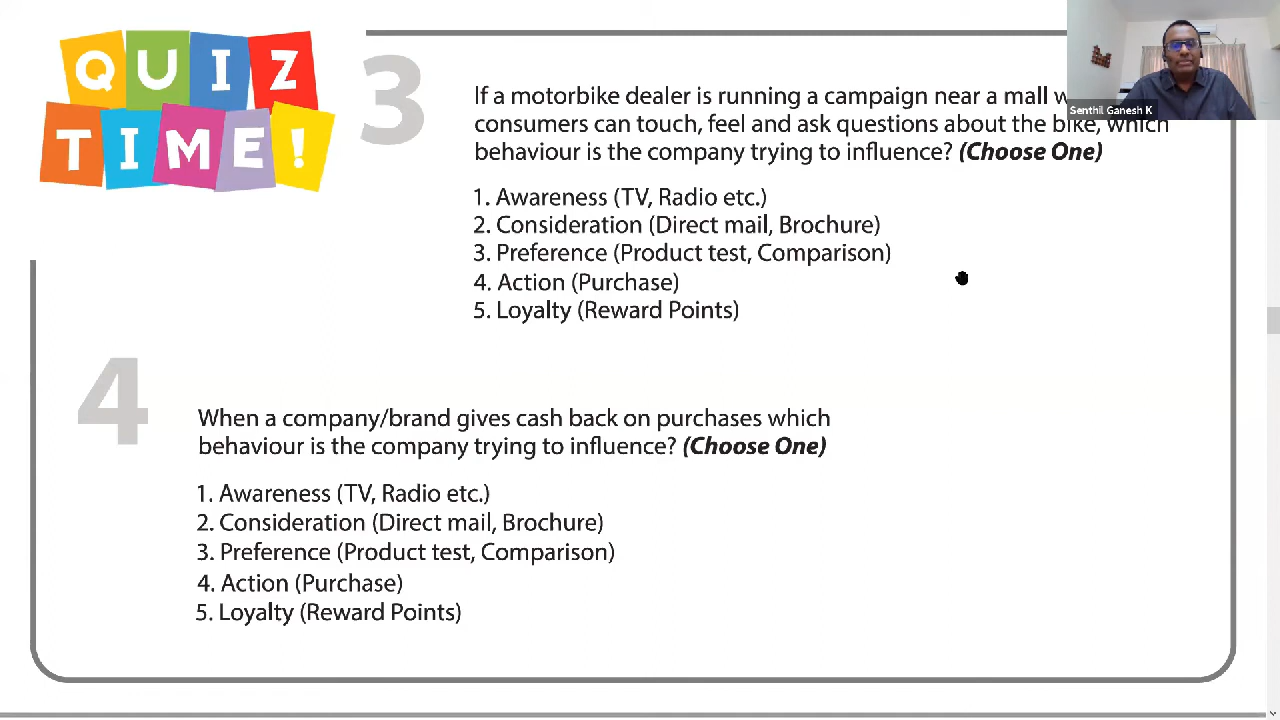 QUIZ
TIME!
3
If a motorbike dealer is running a campaign near a mall
consumers can touch, feel and ask questions about the bike, which
behaviour is the company trying to influence? (Choose One)
1. Awareness (TV, Radio etc.)
2. Consideration (Direct mail, Brochure)
3. Preference (Product test, Comparison)
4. Action (Purchase)
5. Loyalty (Reward Points)
Senthil Ganesh K
4
When a company/brand gives cash back on purchases which
behaviour is the company trying to influence? (Choose One)
1. Awareness (TV, Radio etc.)
2. Consideration (Direct mail, Brochure)
3. Preference (Product test, Comparison)
4. Action (Purchase)
5. Loyalty (Reward Points)